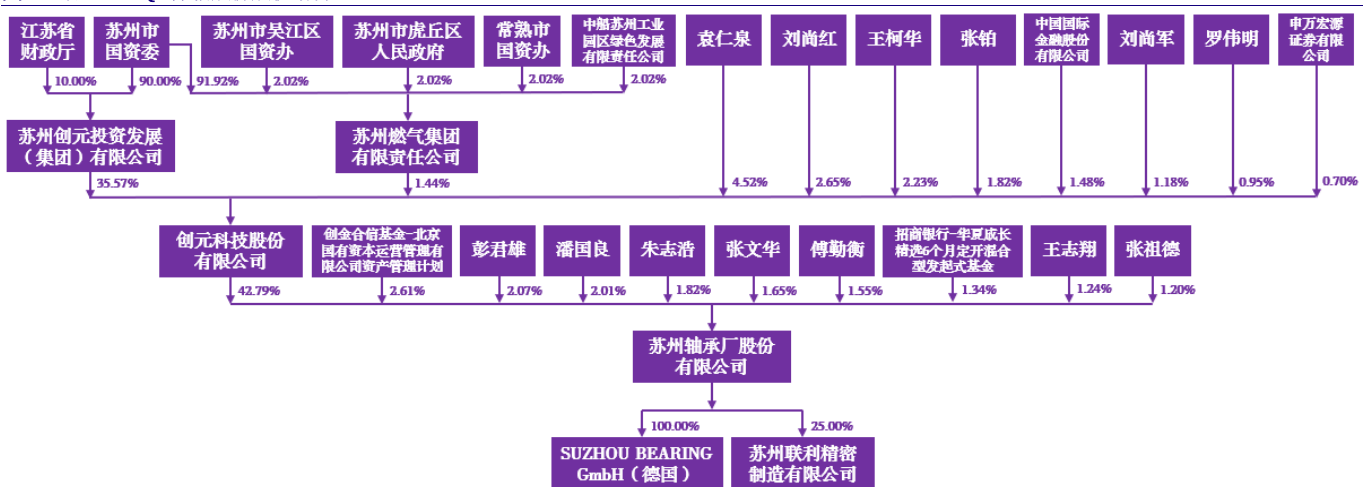 江苏省
财政厅
苏州市
国资委
苏州市吴江区
国资办
苏州市虎丘区
人民政府
常熟市
国资办
中船苏州工业
园区绿色发展
有限责任公司
袁仁泉
刘尚红
王柯华
张铂
中国国际
金融股份
有限公司
刘尚军
罗伟明
申万宏源
证券有限
公司
10.00%
90.00%
91.92%
2.02%
2.02%
2.02%
2.02%
苏州创元投资发展
（集团）有限公司
苏州燃气集团
有限责任公司
35.57%
1.44%
4.52%
2.65%
2.23%
1.82%
1.48%
1.18%
0.95%
0.70%
创元科技股份
有限公司
创金合信基金-北京
国有资本运营管理有
限公司资产管理计划
彭君雄
潘国良
朱志浩
张文华
傅勤衡
招商银行-华夏成长
精选6个月定开混合
型发起式基金
王志翔
张祖德
42.79%
2.61%
2.07%
2.01%
1.82%
1.65%
1.55%
1.34%
1.24%
1.20%
苏州轴承厂股份
有限公司
100.00%
25.00%
SUZHOU BEARING
GmbH（德国）
苏州联利精密
制造有限公司